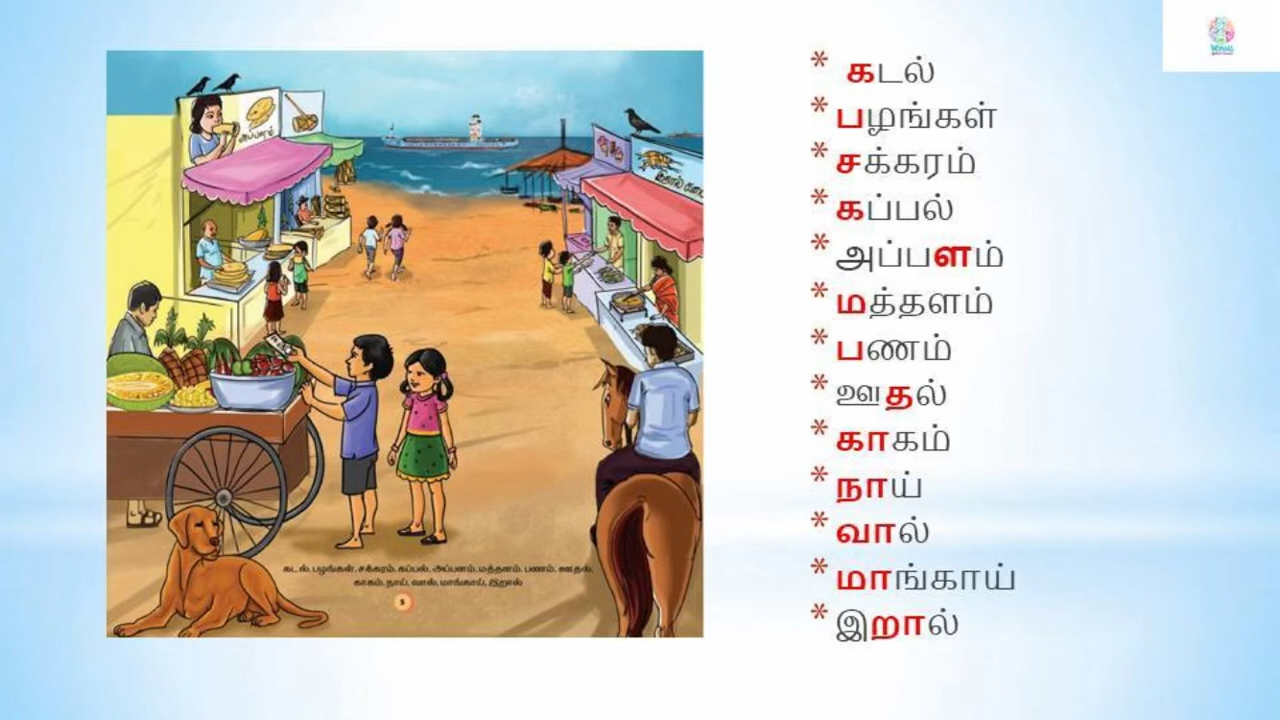 அப்பளம்
கடல், பழங்கள், சக்கரம், கப்பல், அப்பளம், மத்தளம், பணம், ஊதல்,
காகம், நாய், வால், மாங்காய், இறால்
5
* கடல்
* பழங்கள்
* சக்கரம்
* கப்பல்
* அப்பளம்
* மத்தளம்
* பணம்
* ஊதல்
* காகம்
* நாய்
* வால்
* மாங்காய்
* இறால்